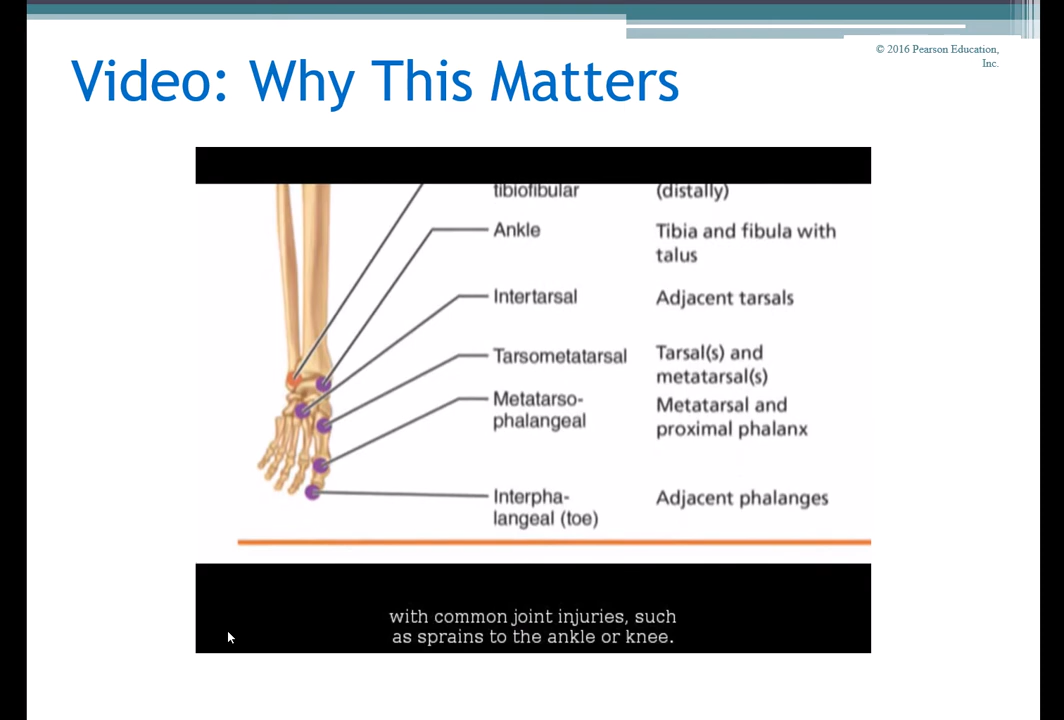 © 2016 Pearson Education,
Inc.
Video: Why This Matters
tibiofibular (distally)
Ankle Tibia and fibula with
talus
Intertarsal Adjacent tarsals
Tarsometatarsal Tarsal(s) and
metatarsal(s)
Metatarso- Metatarsal and
phalangeal proximal phalanx
Interpha- Adjacent phalanges
langeal (toe)
with common joint injuries, such
as sprains to the ankle or knee.